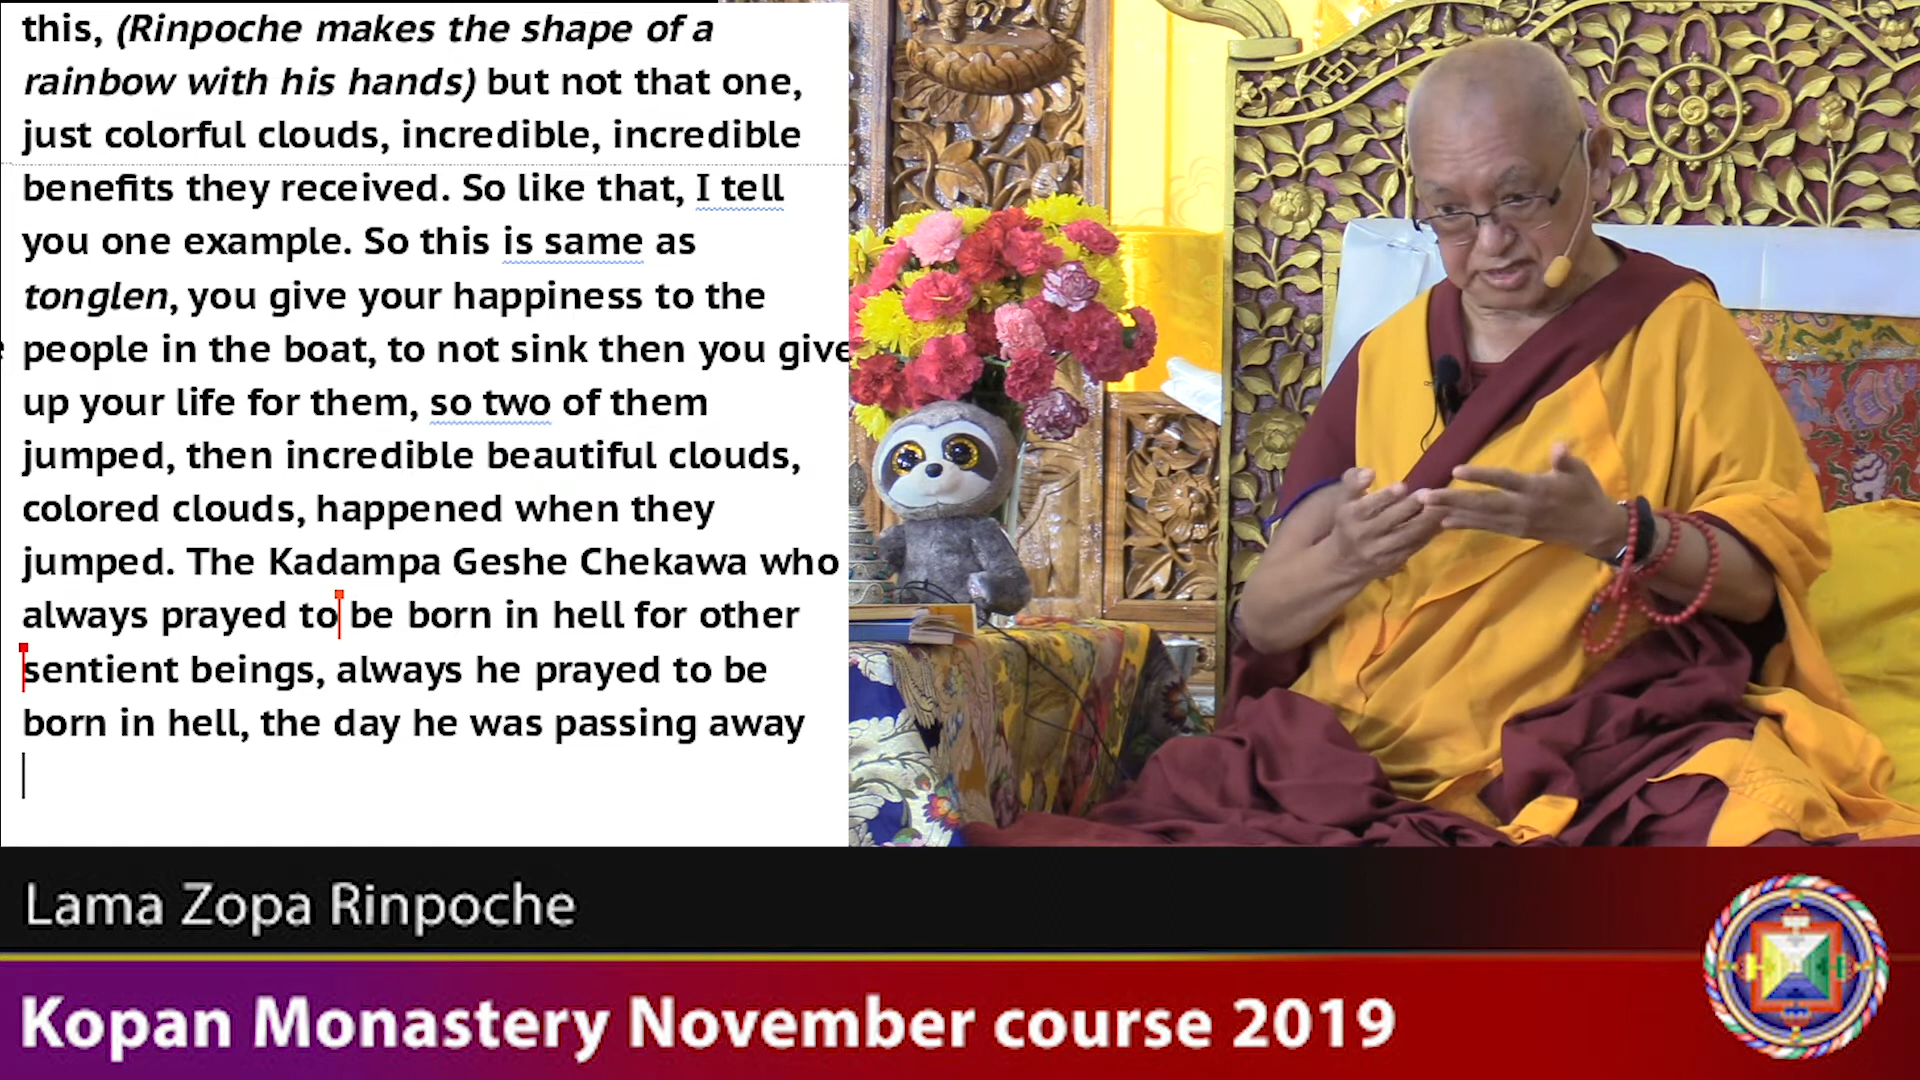 this, (Rinpoche makes the shape of a
rainbow with his hands) but not that one,
just colorful clouds, incredible, incredible
benefits they received. So like that, I tell
you one example. So this is same as
tonglen, you give your happiness to the
people in the boat, to not sink then you give
up your life for them, so two of them
jumped, then incredible beautiful clouds,
colored clouds, happened when they
jumped. The Kadampa Geshe Chekawa who
always prayed to be born in hell for other
sentient beings, always he prayed to be
born in hell, the day he was passing away
Lama Zopa Rinpoche
Kopan Monastery November course 2019